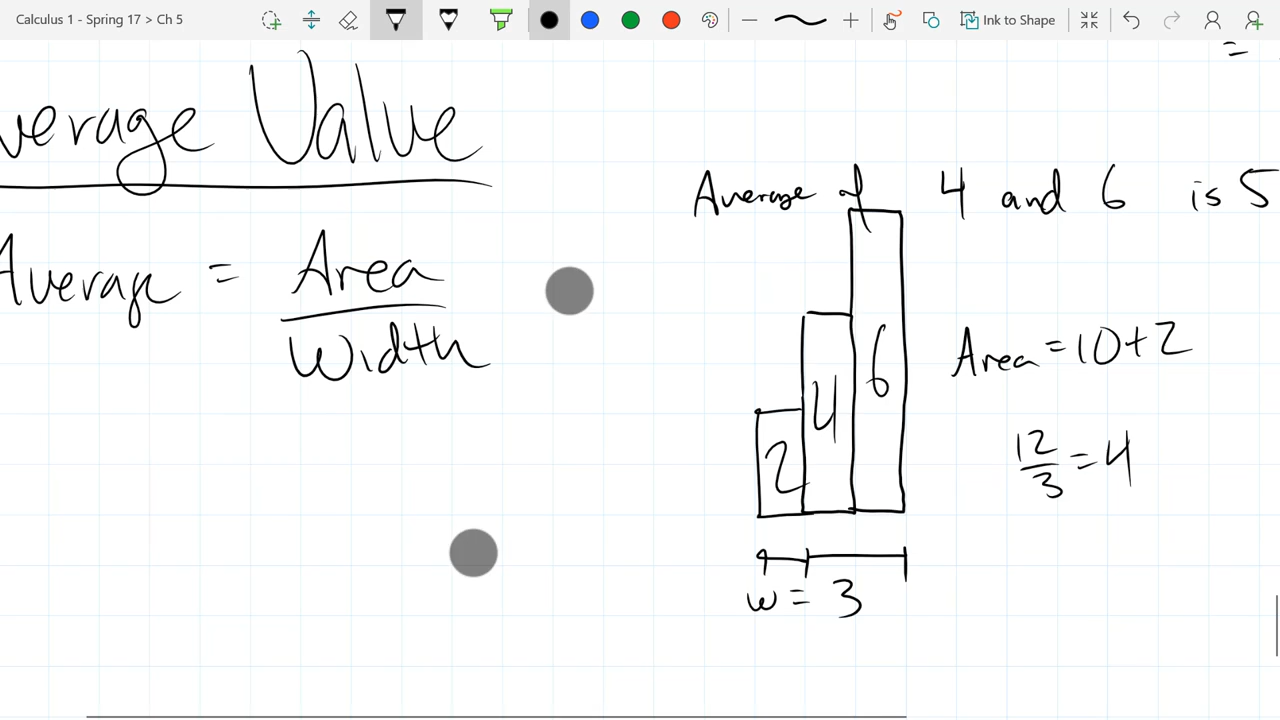 Calculus 1 - Spring 17 > Ch 5
Ink to Shape
=
verage Value
Average = Area
Width
Average of 4 and 6 is 5
2 4 6
Area = 10+2
12
3 = 4
w = 3